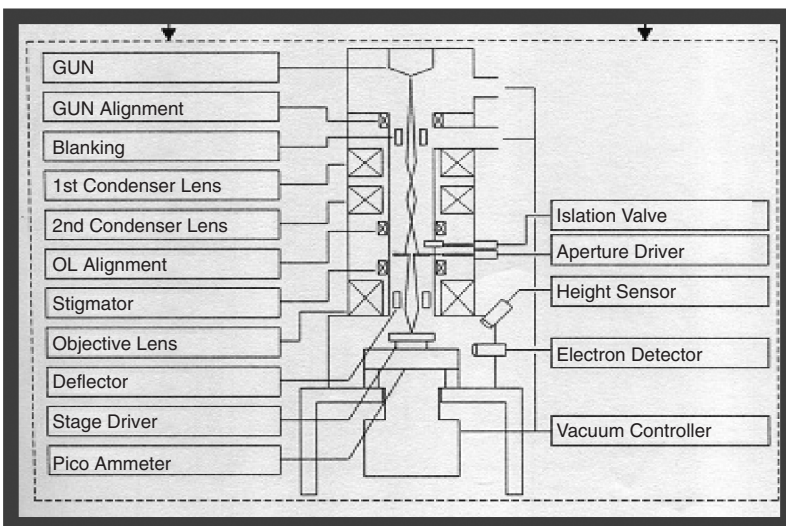 GUN
GUN Alignment
Blanking
1st Condenser Lens
2nd Condenser Lens
OL Alignment
Stigmator
Objective Lens
Deflector
Stage Driver
Pico Ammeter
Islation Valve
Aperture Driver
Height Sensor
Electron Detector
Vacuum Controller